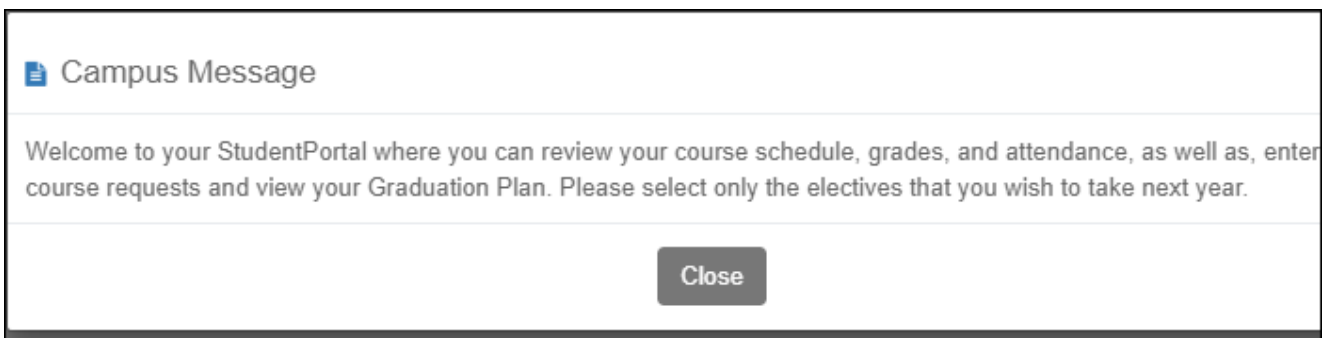 Campus Message
Welcome to your StudentPortal where you can review your course schedule, grades, and attendance, as well as, enter
course requests and view your Graduation Plan. Please select only the electives that you wish to take next year.
Close